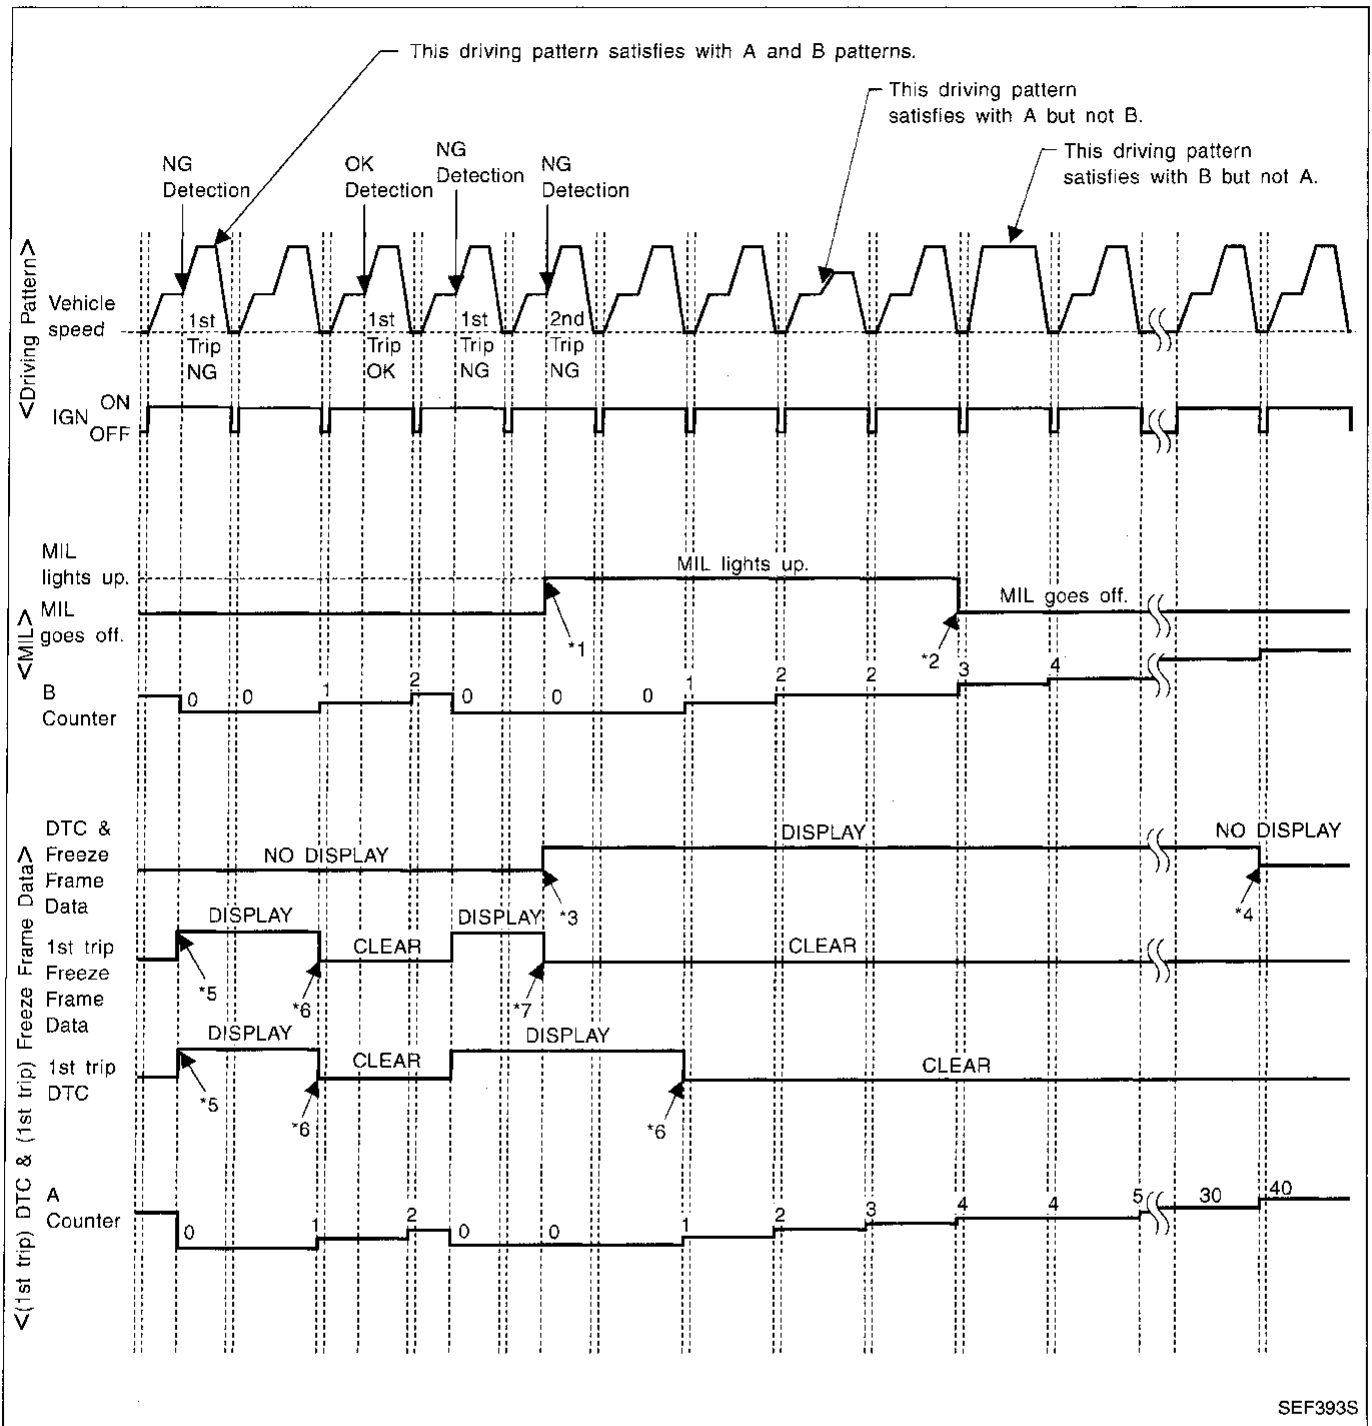 This driving pattern satisfies with A and B patterns.
This driving pattern
satisfies with A but not B.
This driving pattern
satisfies with B but not A.
NG
Detection
OK
Detection
NG
Detection
NG
Detection
<Driving Pattern>
Vehicle
speed
1st
Trip
NG
1st
Trip
OK
1st
Trip
NG
2nd
Trip
NG
IGN ON
OFF
<MIL>
MIL
lights up.
MIL
goes off.
MIL lights up.
MIL goes off.
*1
*2
B
Counter
0 0 1 2 0 0 0 1 2 2 3 4
<(1st trip) DTC & (1st trip) Freeze Frame Data>
DTC &
Freeze
Frame
Data
NO DISPLAY
DISPLAY
NO DISPLAY
*3
*4
1st trip
Freeze
Frame
Data
DISPLAY
CLEAR
DISPLAY
CLEAR
*5
*6
*7
1st trip
DTC
DISPLAY
CLEAR
DISPLAY
CLEAR
*5
*6
*6
A
Counter
0 1 2 0 0 1 2 3 4 4 5 30 40
SEF393S